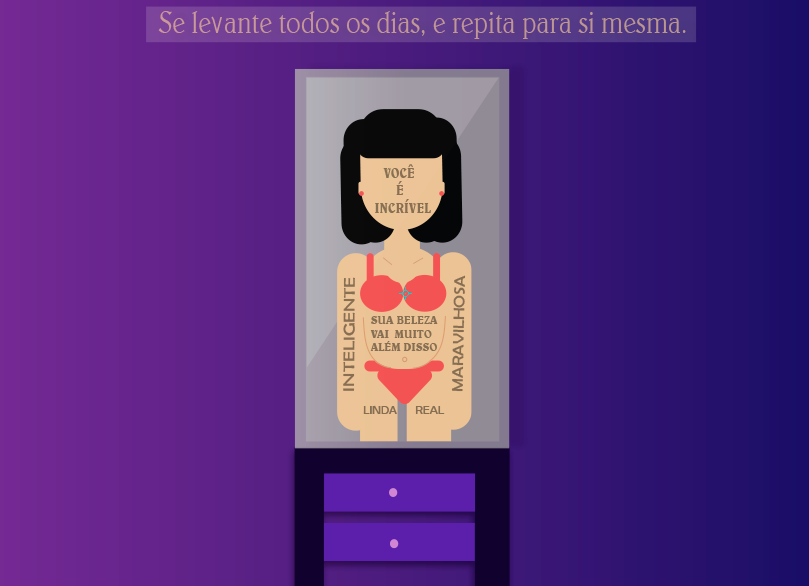 Se levante todos os dias, e repita para si mesma.
VOCÊ
É
INCRÍVEL
INTELIGENTE
SUA BELEZA
VAI MUITO
ALÉM DISSO
MARAVILHOSA
LINDA
REAL